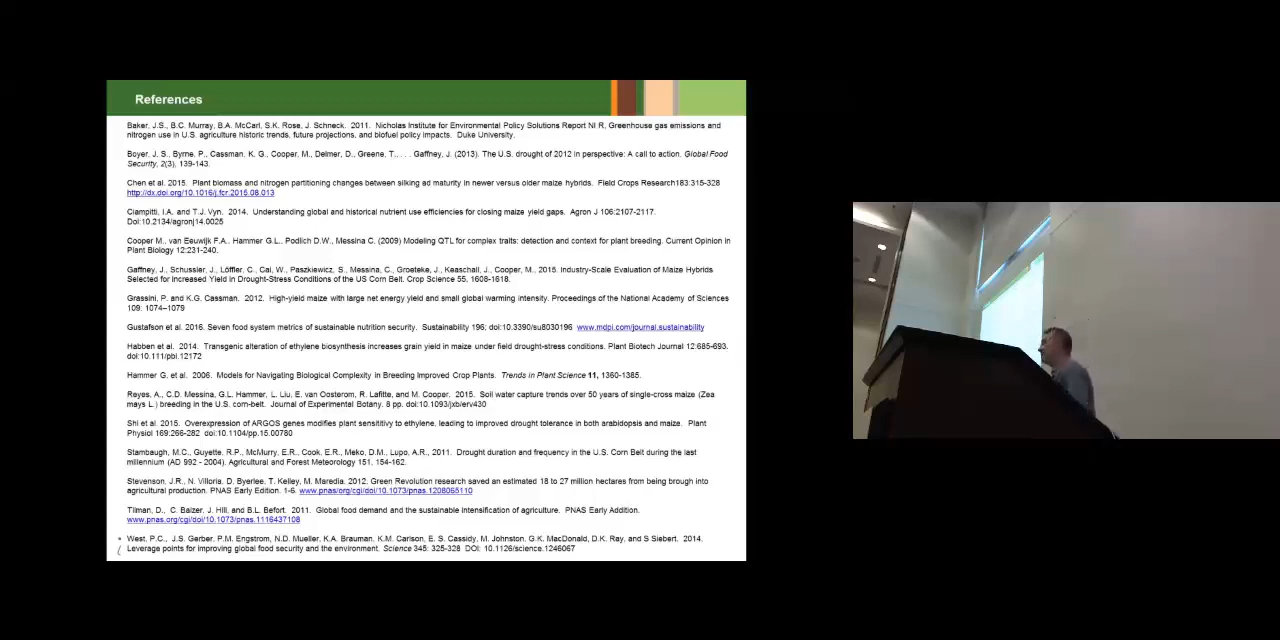 References
Baker, J.S., B.C. Murray, B.A. McCarl, S.K. Rose, J. Schneck. 2011. Nicholas Institute for Environmental Policy Solutions Report NI R, Greenhouse gas emissions and
nitrogen use in U.S. agriculture historic trends, future projections, and biofuel policy impacts. Duke University.
Boyer, J. S., Byrne, P., Cassman, K. G., Cooper, M., Delmer, D., Greene, T., . . . Gaffney, J. (2013). The U.S. drought of 2012 in perspective: A call to action. Global Food
Security, 2(3), 139-143.
Chen et al. 2015. Plant biomass and nitrogen partitioning changes between silking ad maturity in newer versus older maize hybrids. Field Crops Research183:315-328
http://dx.doi.org/10.1016/j.fcr.2015.08.013
Ciampitti, I.A. and T.J. Vyn. 2014. Understanding global and historical nutrient use efficiencies for closing maize yield gaps. Agron J 106:2107-2117.
Doi:10.2134/agronj14.0025
Cooper M., van Eeuwijk F.A., Hammer G.L., Podlich D.W., Messina C. (2009) Modeling QTL for complex traits: detection and context for plant breeding. Current Opinion in
Plant Biology 12:231-240.
Gaffney, J., Schussler, J., Löffler, C., Cai, W., Paszkiewicz, S., Messina, C., Groeteke, J., Keaschall, J., Cooper, M., 2015. Industry-Scale Evaluation of Maize Hybrids
Selected for Increased Yield in Drought-Stress Conditions of the US Corn Belt. Crop Science 55, 1608-1618.
Grassini, P. and K.G. Cassman. 2012. High-yield maize with large net energy yield and small global warming intensity. Proceedings of the National Academy of Sciences
109: 1074–1079
Gustafson et al. 2016. Seven food system metrics of sustainable nutrition security. Sustainability 196; doi:10.3390/su8030196 www.mdpi.com/journal.sustainability
Habben et al. 2014. Transgenic alteration of ethylene biosynthesis increases grain yield in maize under field drought-stress conditions. Plant Biotech Journal 12:685-693.
doi:10.111/pbi.12172
Hammer G. et al. 2006. Models for Navigating Biological Complexity in Breeding Improved Crop Plants. Trends in Plant Science 11, 1360-1385.
Reyes, A., C.D. Messina, G.L. Hammer, L. Liu, E. van Oosterom, R. Lafitte, and M. Cooper. 2015. Soil water capture trends over 50 years of single-cross maize (Zea
mays L.) breeding in the U.S. corn-belt. Journal of Experimental Botany. 8 pp. doi:10.1093/jxb/erv430
Shi et al. 2015. Overexpression of ARGOS genes modifies plant sensititivy to ethylene, leading to improved drought tolerance in both arabidopsis and maize. Plant
Physiol 169:266-282 doi:10.1104/pp.15.00780
Stambaugh, M.C., Guyette, R.P., McMurry, E.R., Cook, E.R., Meko, D.M., Lupo, A.R., 2011. Drought duration and frequency in the U.S. Corn Belt during the last
millennium (AD 992 - 2004). Agricultural and Forest Meteorology 151, 154-162.
Stevenson, J.R., N. Villoria, D. Byerlee, T. Kelley, M. Maredia. 2012. Green Revolution research saved an estimated 18 to 27 million hectares from being brough into
agricultural production. PNAS Early Edition. 1-6. www.pnas/org/cgi/doi/10.1073/pnas.1208065110
Tilman, D., C. Balzer, J. Hill, and B.L. Befort. 2011. Global food demand and the sustainable intensification of agriculture. PNAS Early Addition.
www.pnas.org/cgi/doi/10.1073/pnas.1116437108
West, P.C., J.S. Gerber, P.M. Engstrom, N.D. Mueller, K.A. Brauman, K.M. Carlson, E. S. Cassidy, M. Johnston, G.K. MacDonald, D.K. Ray, and S Siebert. 2014.
Leverage points for improving global food security and the environment. Science 345: 325-328 DOI: 10.1126/science.1246067